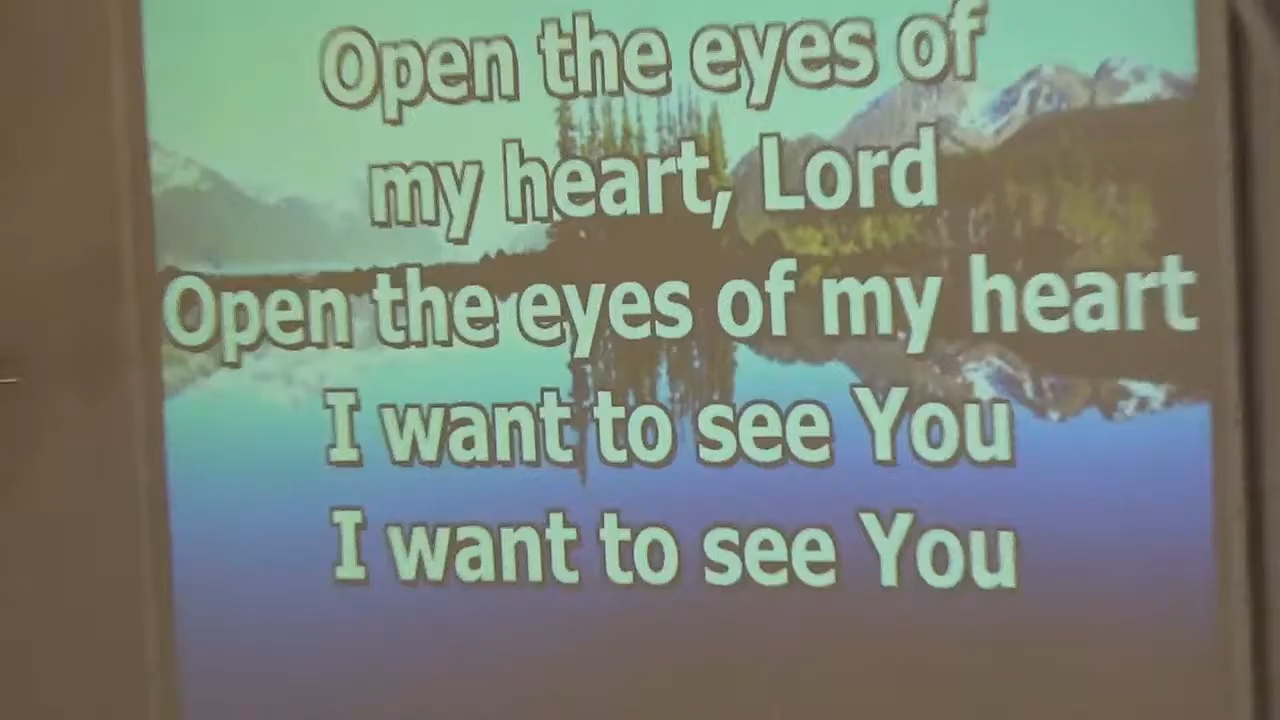 Open the eyes of
my heart, Lord
Open the eyes of my heart
I want to see You
I want to see You